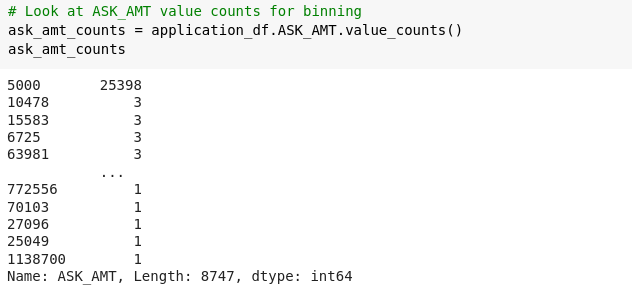 # Look at ASK_AMT value counts for binning
ask_amt_counts = application_df.ASK_AMT.value_counts()
ask_amt_counts
5000       25398
10478          3
15583          3
6725           3
63981          3
           ...
772556         1
70103          1
27096          1
25049          1
1138700        1
Name: ASK_AMT, Length: 8747, dtype: int64